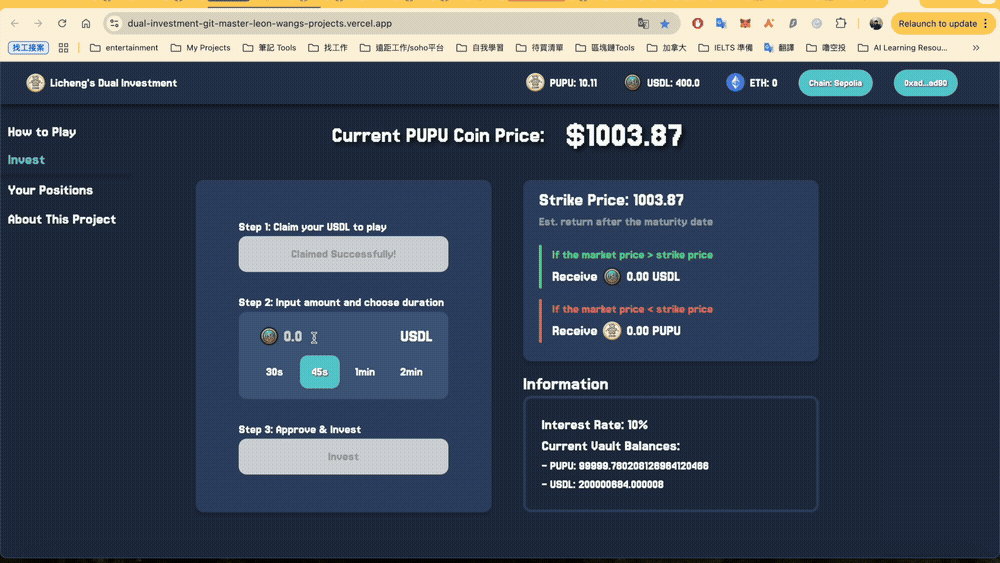 dual-investment-git-master-leon-wangs-projects.vercel.app
Relaunch to update
找工接案
entertainment
My Projects
筆記 Tools
找工作
遠距工作/soho平台
自我學習
待買清單
區塊鏈Tools
加拿大
IELTS 準備
翻譯
嚕空投
AI Learning Resou...
Licheng's Dual Investment
PUPU: 10.11
USDL: 400.0
ETH: 0
Chain: Sepolia
0xad...ad90
How to Play
Invest
Your Positions
About This Project
Current PUPU Coin Price: $1003.87
Step 1: Claim your USDL to play
Claimed Successfully!
Step 2: Input amount and choose duration
0.0 USDL
30s 45s 1min 2min
Step 3: Approve & Invest
Invest
Strike Price: 1003.87
Est. return after the maturity date
If the market price > strike price
Receive 0.00 USDL
If the market price < strike price
Receive 0.00 PUPU
Information
Interest Rate: 10%
Current Vault Balances:
- PUPU: 99999.780208128964120466
- USDL: 200000884.000008